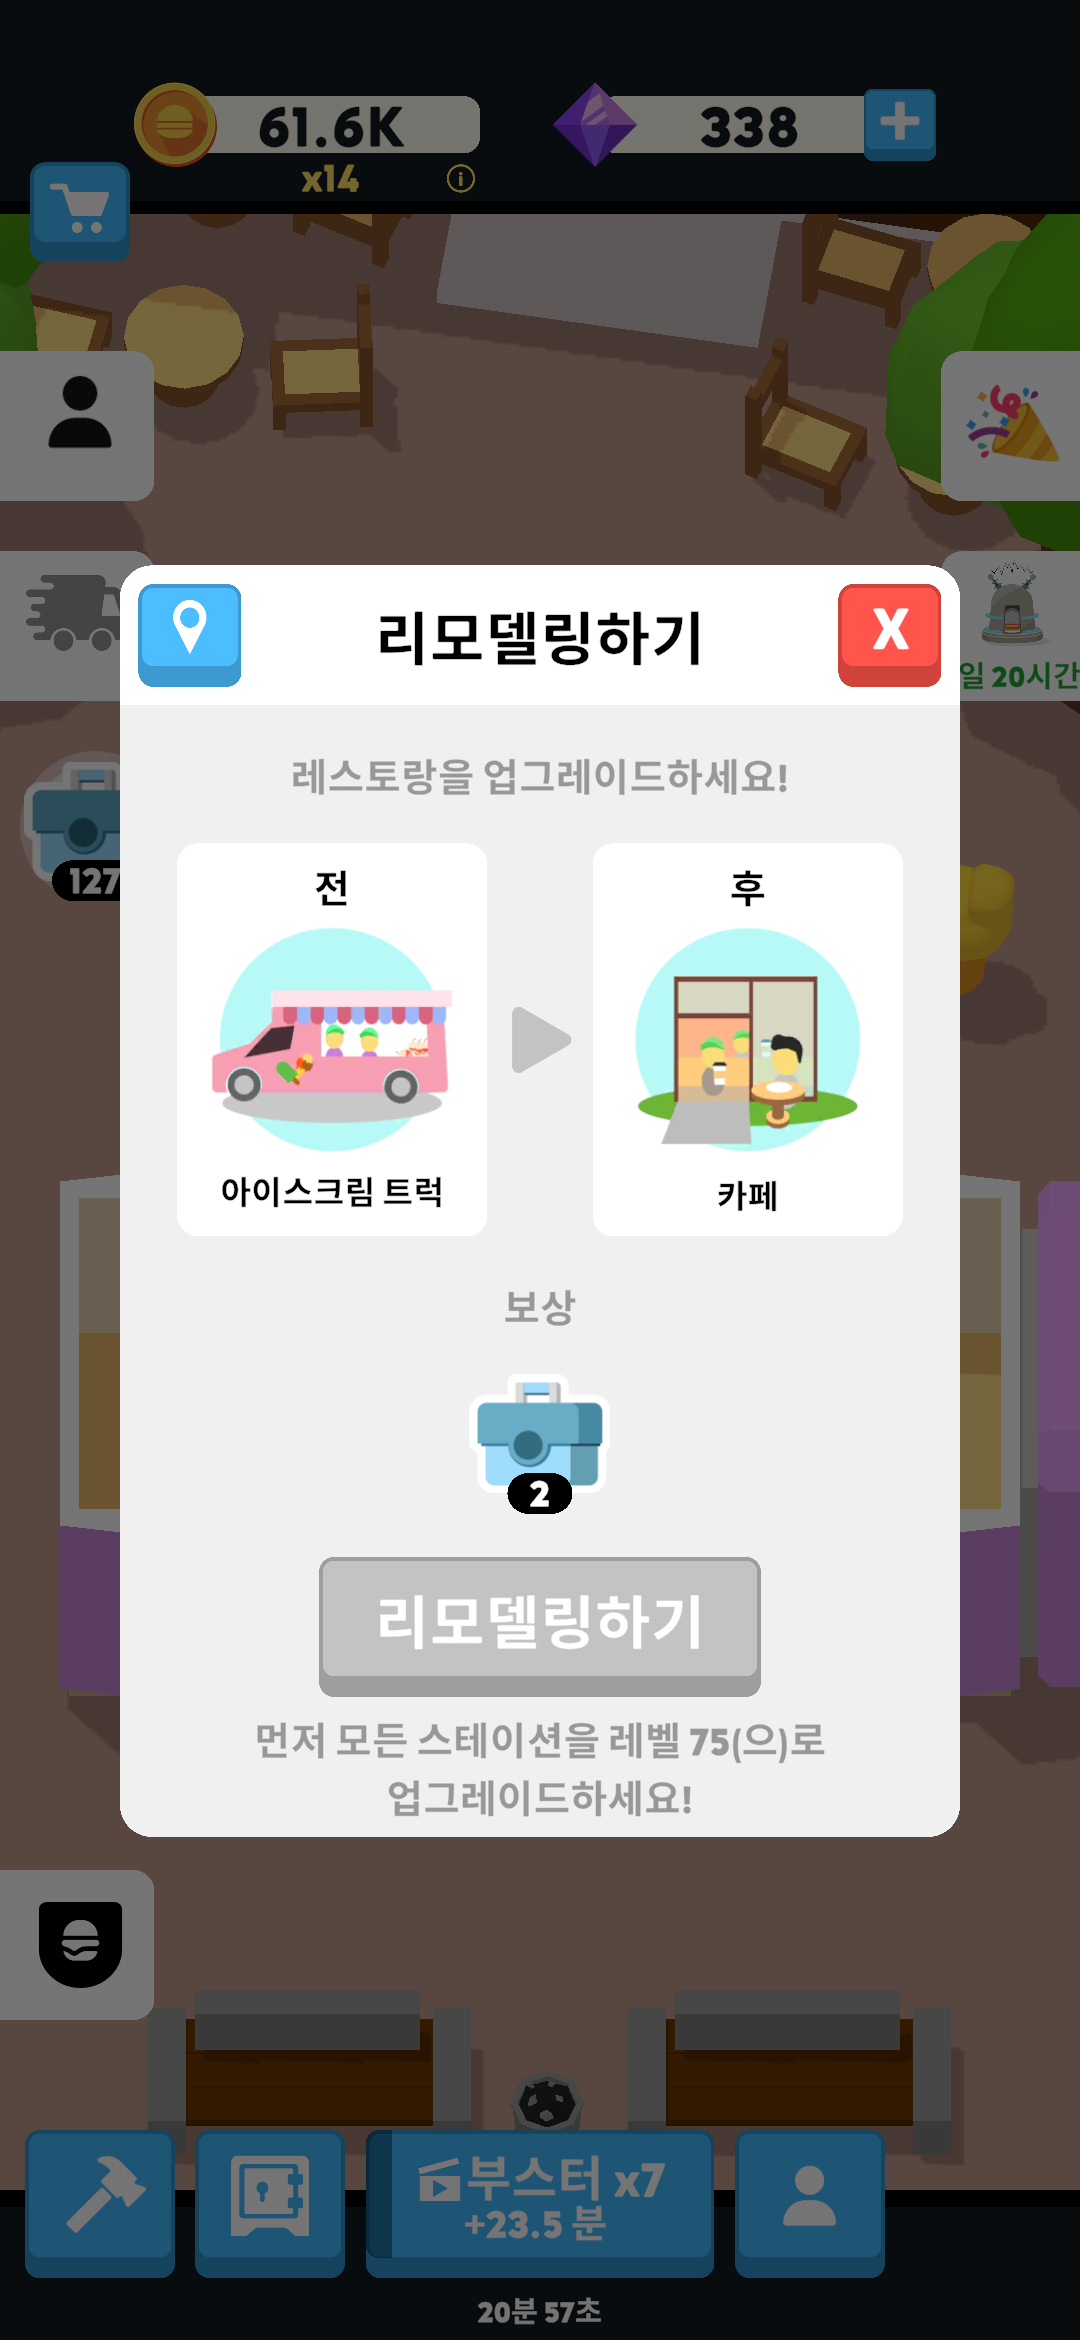 61.6K
338
x14
리모델링하기
X
일 20시간
레스토랑을 업그레이드하세요!
127
전
후
아이스크림 트럭
카페
보상
2
리모델링하기
먼저 모든 스테이션을 레벨 75(으)로
업그레이드하세요!
부스터 x7
+23.5 분
20분 57초